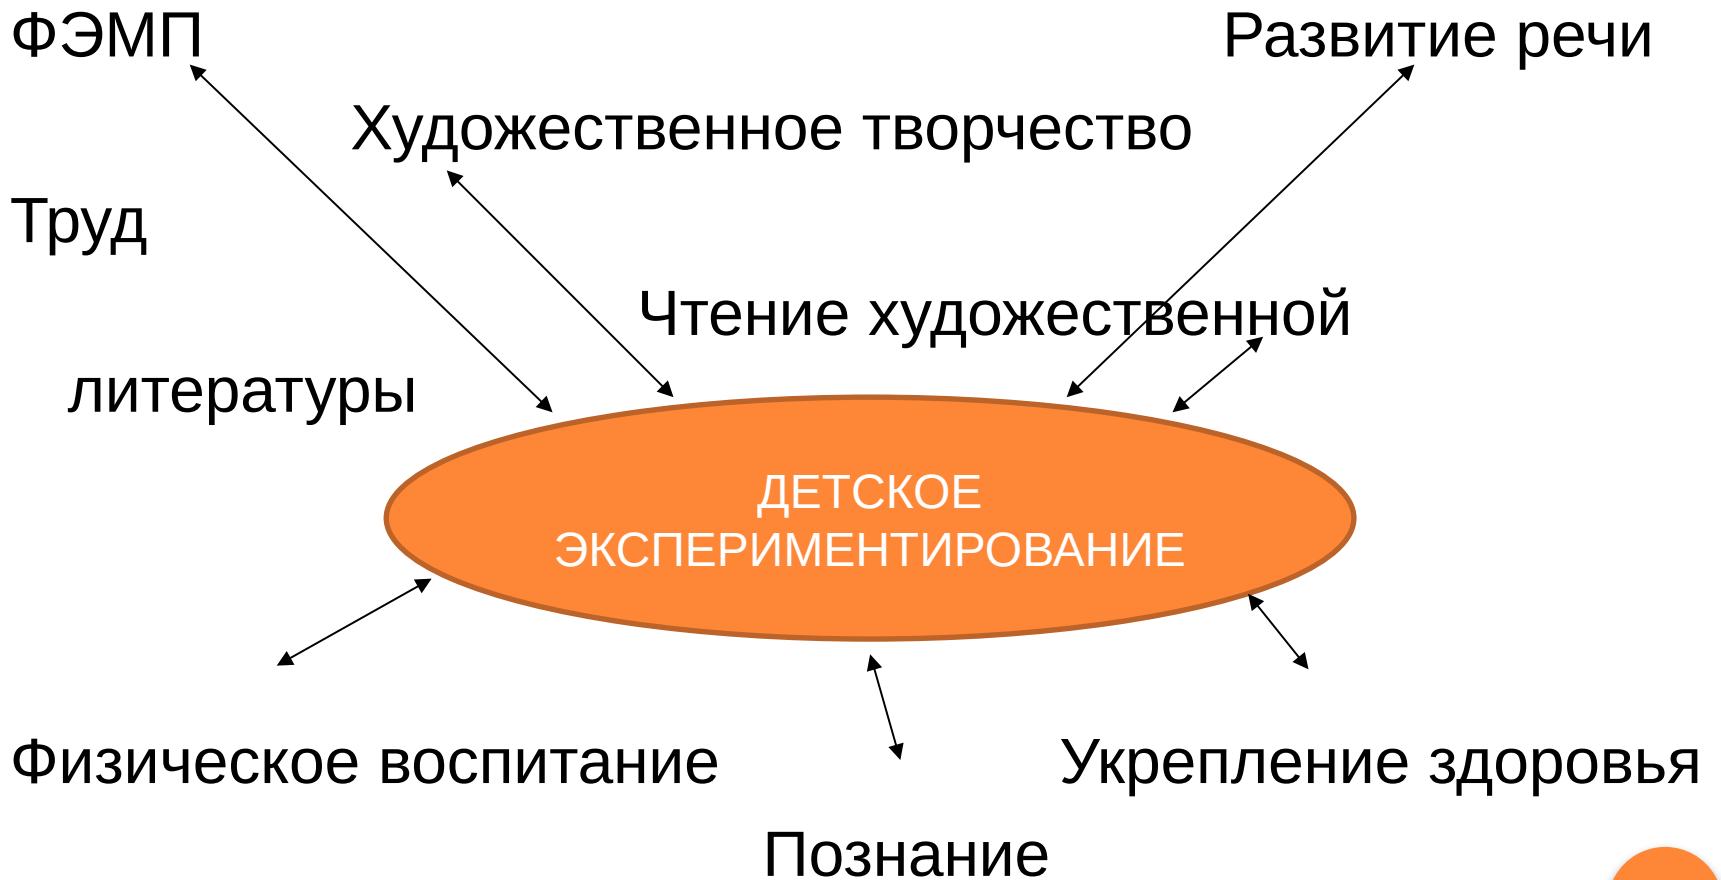 ФЭМП
Развитие речи
Художественное творчество
Труд
Чтение художественной
литературы
ДЕТСКОЕ
ЭКСПЕРИМЕНТИРОВАНИЕ
Физическое воспитание
Укрепление здоровья
Познание